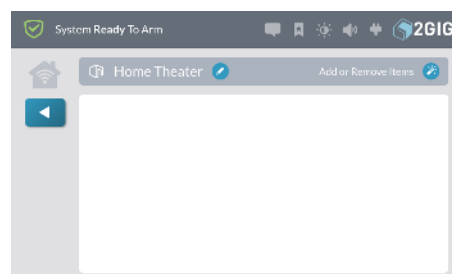 System Ready To Arm
2GIG
Home Theater
Add or Remove Items